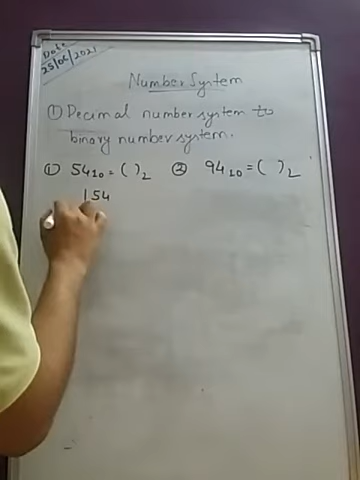 Date
25/06/2021
Number System
① Decimal number system to
binary number system.
① 54₁₀ = ( )₂ ② 94₁₀ = ( )₂
54